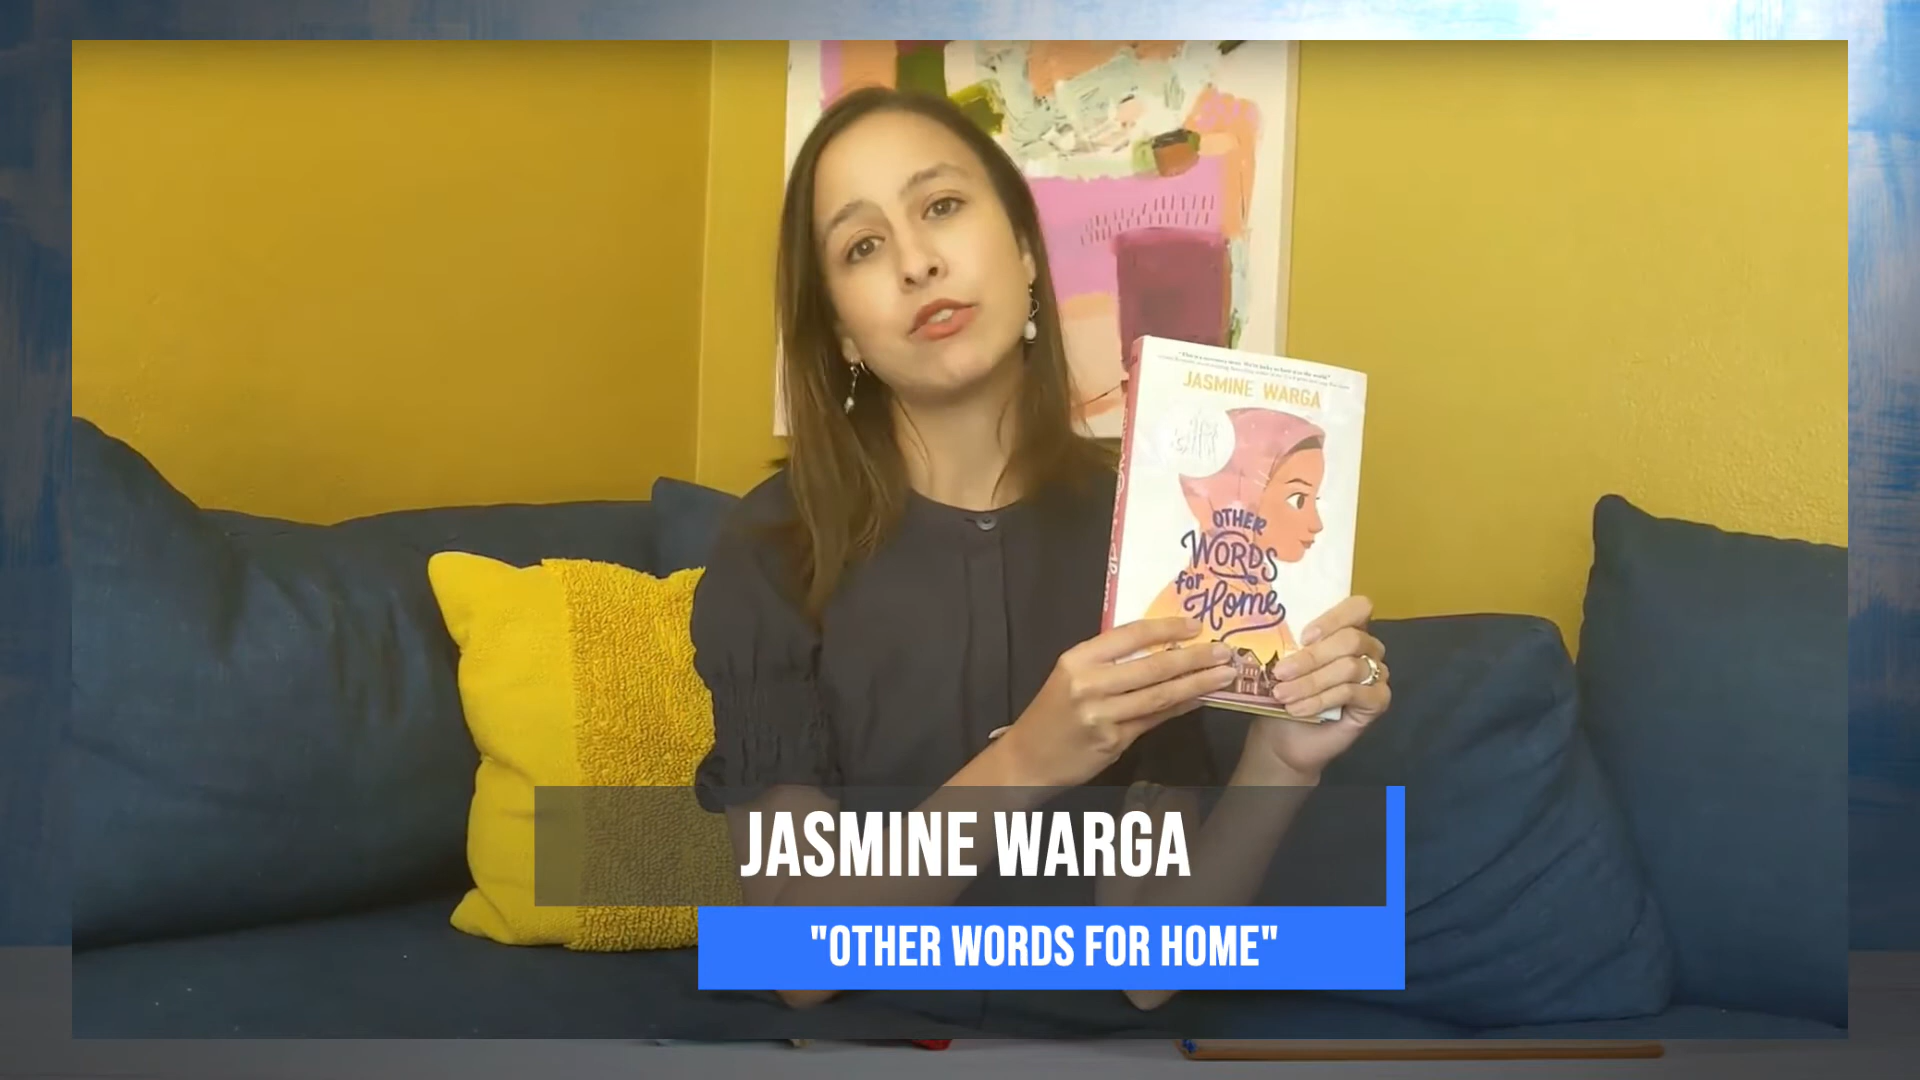 JASMINE WARGA
OTHER
WORDS
for
Home
JASMINE WARGA
"OTHER WORDS FOR HOME"